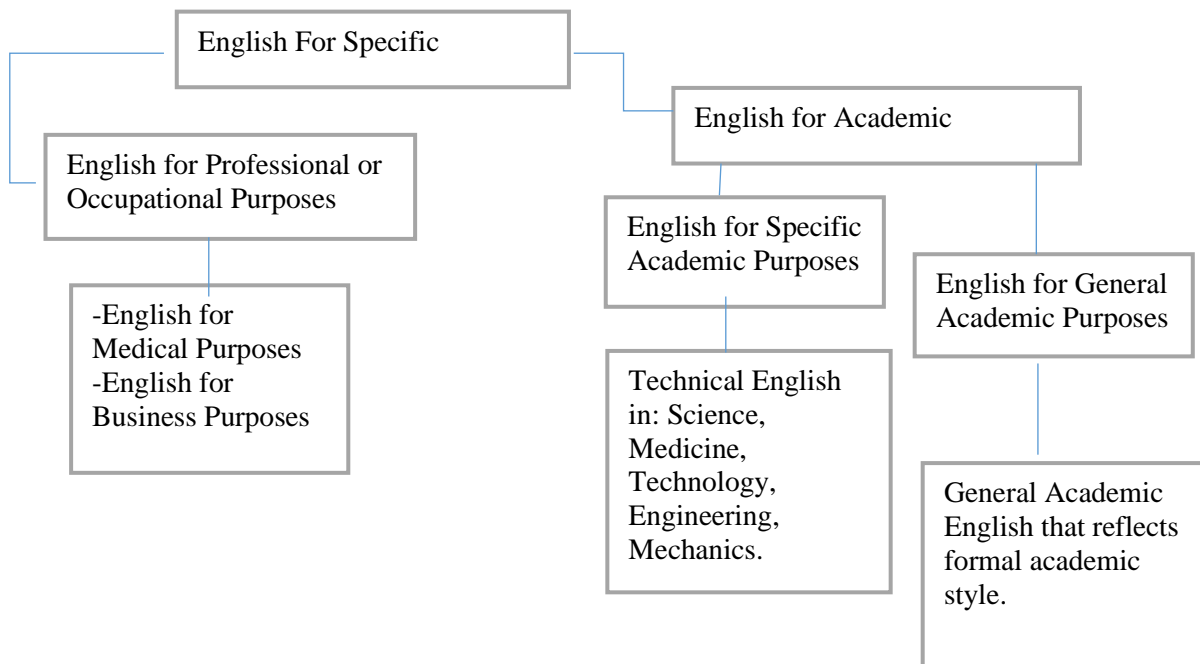 English For Specific
English for Academic
English for Professional or
Occupational Purposes
English for Specific
Academic Purposes
English for General
Academic Purposes
-English for
Medical Purposes
-English for
Business Purposes
Technical English
in: Science,
Medicine,
Technology,
Engineering,
Mechanics.
General Academic
English that reflects
formal academic
style.